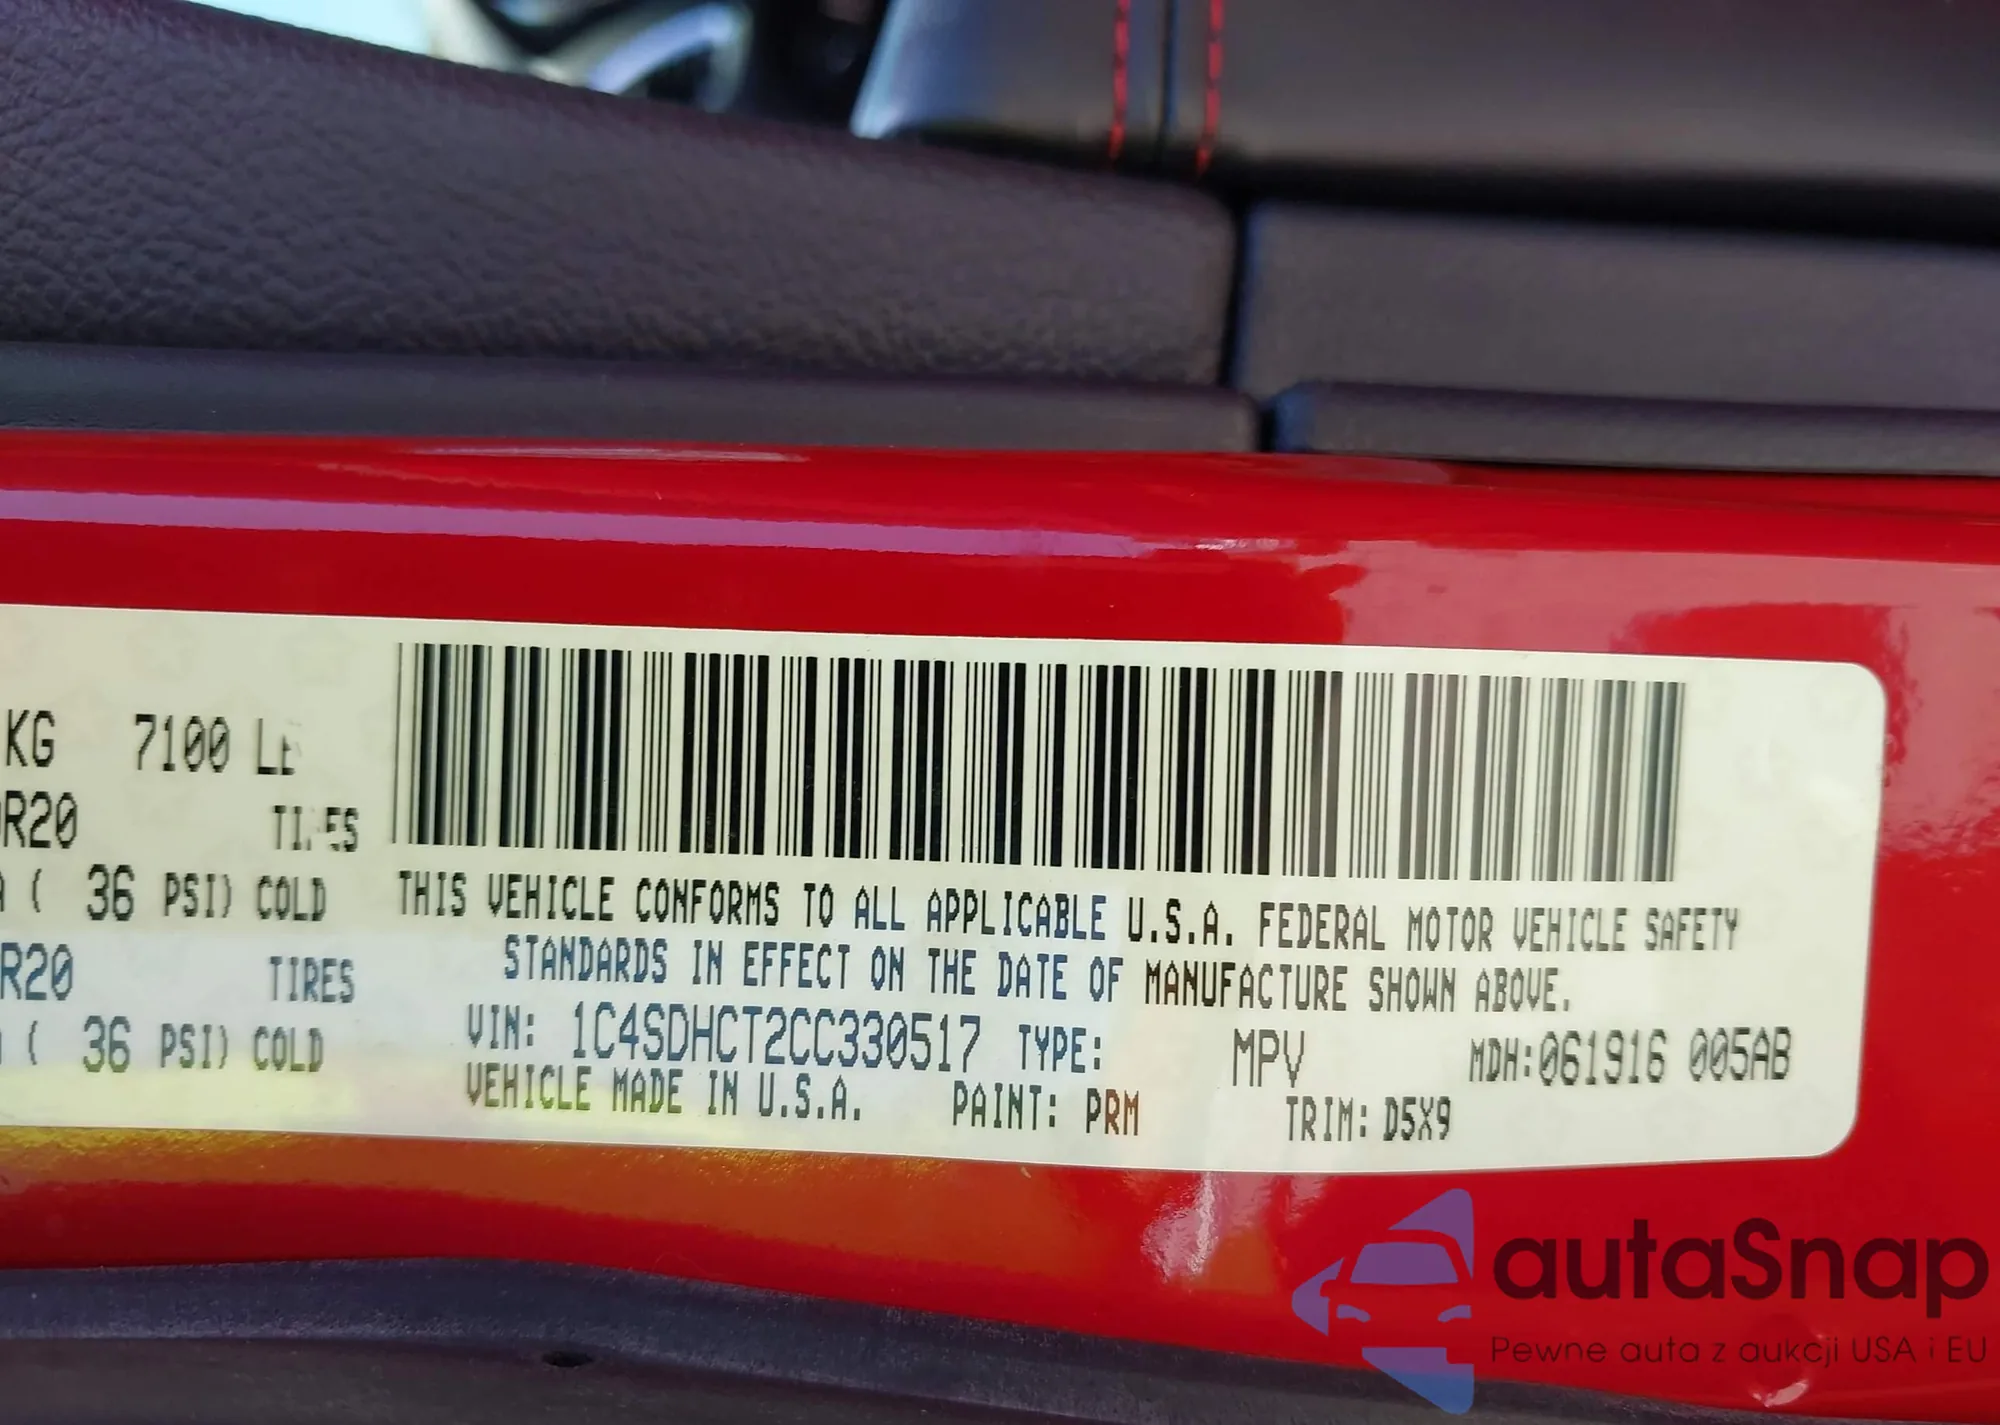 KG 7100 LB
R20 TIRES
( 36 PSI) COLD
R20 TIRES
( 36 PSI) COLD
THIS VEHICLE CONFORMS TO ALL APPLICABLE U.S.A. FEDERAL MOTOR VEHICLE SAFETY
STANDARDS IN EFFECT ON THE DATE OF MANUFACTURE SHOWN ABOVE.
VIN: 1C4SDHCT2CC330517 TYPE: MPV MDH:061916 005AB
VEHICLE MADE IN U.S.A. PAINT: PRM TRIM: D5X9
autaSnap
Pewne auta z aukcji USA i EU